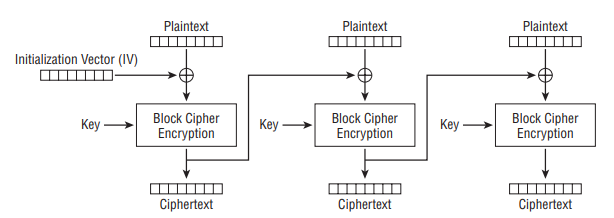 Plaintext
Plaintext
Plaintext
Initialization Vector (IV)
Key
Block Cipher
Encryption
Key
Block Cipher
Encryption
Key
Block Cipher
Encryption
Ciphertext
Ciphertext
Ciphertext